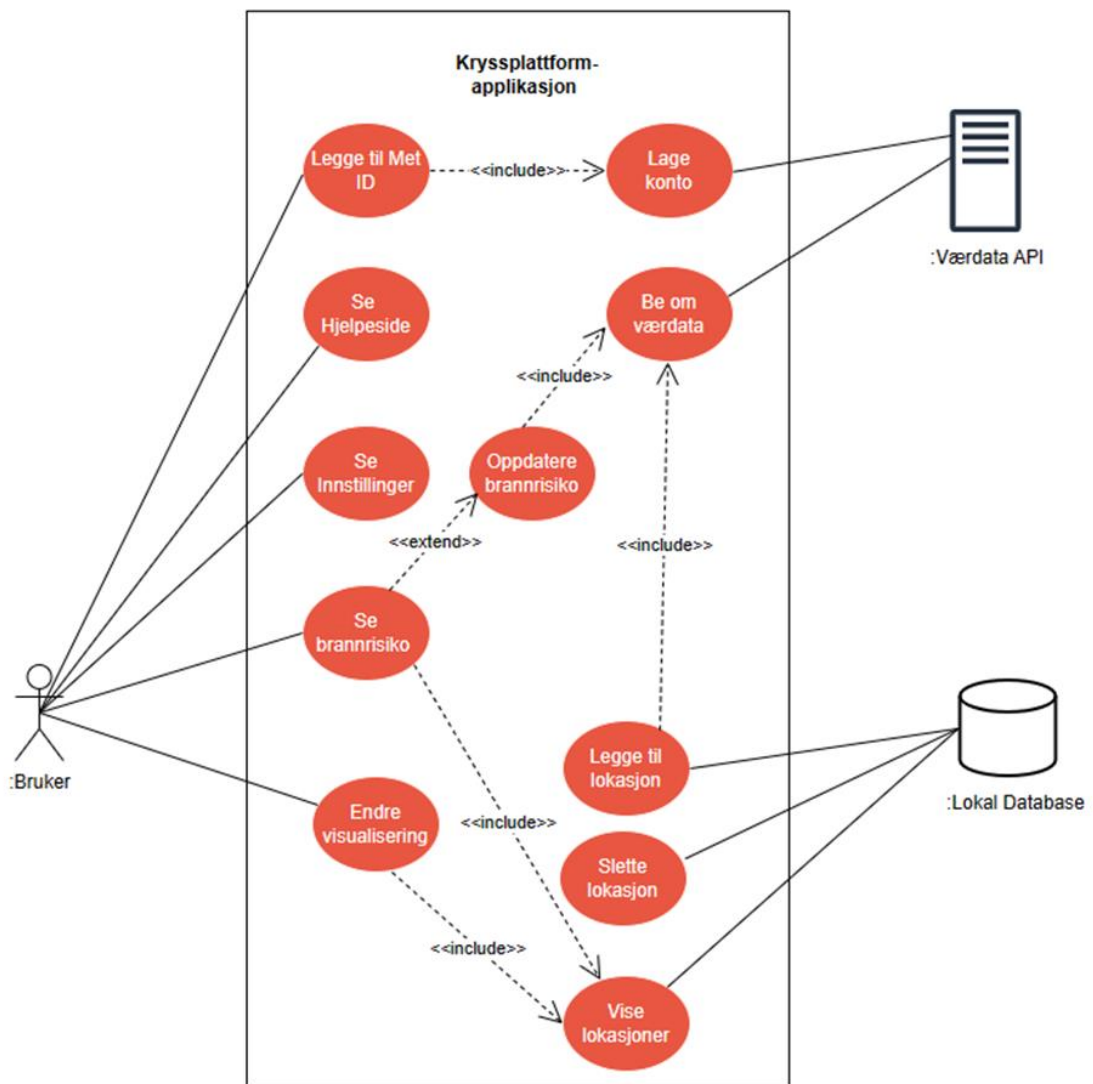 Kryssplattform-
applikasjon
Legge til Met
ID
<<include>>
Lage
konto
:Værdata API
Se
Hjelpeside
Be om
værdata
<<include>>
Se
Innstillinger
Oppdatere
brannrisiko
<<extend>>
<<include>>
Se
brannrisiko
:Bruker
Legge til
lokasjon
:Lokal Database
Endre
visualisering
<<include>>
Slette
lokasjon
<<include>>
Vise
lokasjoner